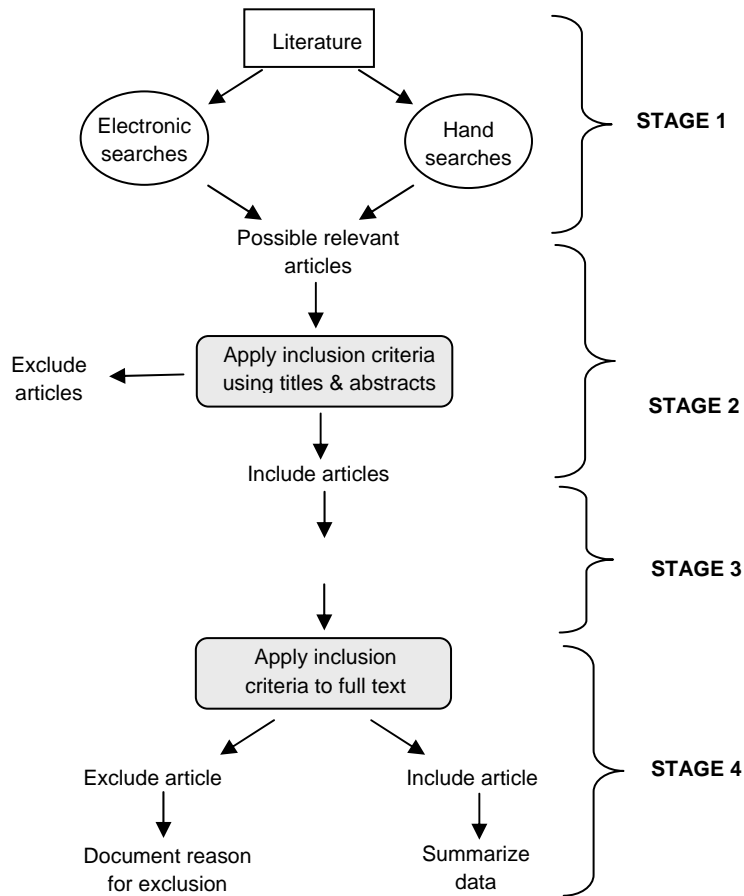 Literature
Electronic
searches
Hand
searches
STAGE 1
Possible relevant
articles
Apply inclusion criteria
using titles & abstracts
Exclude
articles
STAGE 2
Include articles
STAGE 3
Apply inclusion
criteria to full text
Exclude article
Include article
STAGE 4
Document reason
for exclusion
Summarize
data